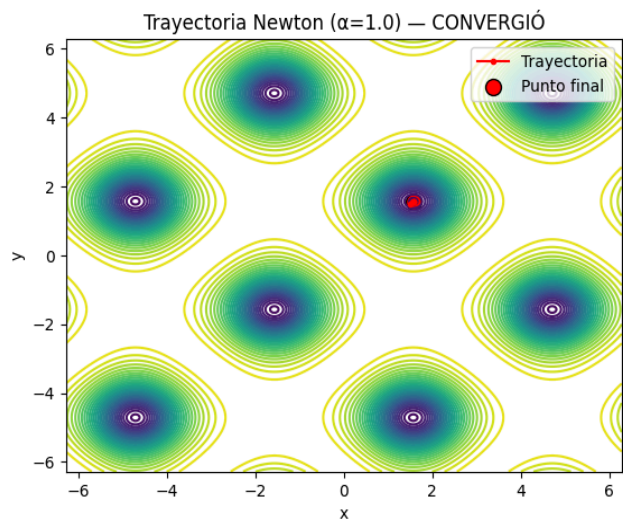 Trayectoria Newton (α=1.0) — CONVERGIÓ
Trayectoria
Punto final
6
4
2
0
−2
−4
−6
y
−6
−4
−2
0
2
4
6
x